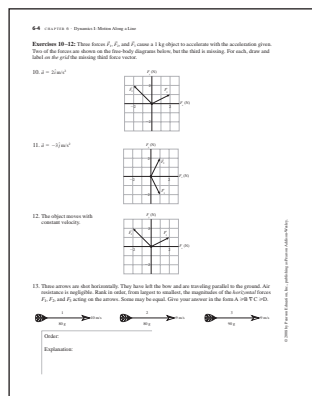 6-4 CHAPTER 6 · Dynamics I: Motion Along a Line
Exercises 10–12: Three forces F⃗₁, F⃗₂, and F⃗₃ cause a 1 kg object to accelerate with the acceleration given.
Two of the forces are shown on the free-body diagrams below, but the third is missing. For each, draw and
label on the grid the missing third force vector.
10. a⃗ = 2î m/s²
11. a⃗ = −3ĵ m/s²
12. The object moves with
constant velocity.
13. Three arrows are shot horizontally. They have left the bow and are traveling parallel to the ground. Air
resistance is negligible. Rank in order, from largest to smallest, the magnitudes of the horizontal forces
F₁, F₂, and F₃ acting on the arrows. Some may be equal. Give your answer in the form A > B = C > D.
1
2
3
80 g
80 g
90 g
Order:
Explanation: